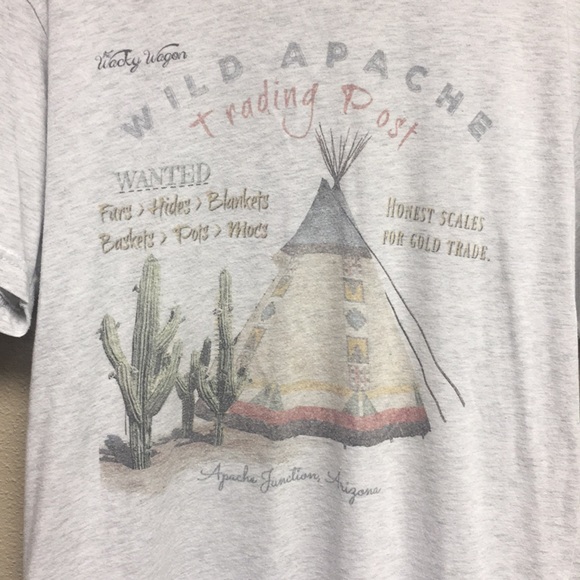 Wacky Wagon
WILD APACHE
Trading Post
WANTED
Furs > Hides > Blankets
Baskets > Pots > Mocs
HONEST SCALES
FOR GOLD TRADE.
Apache Junction, Arizona